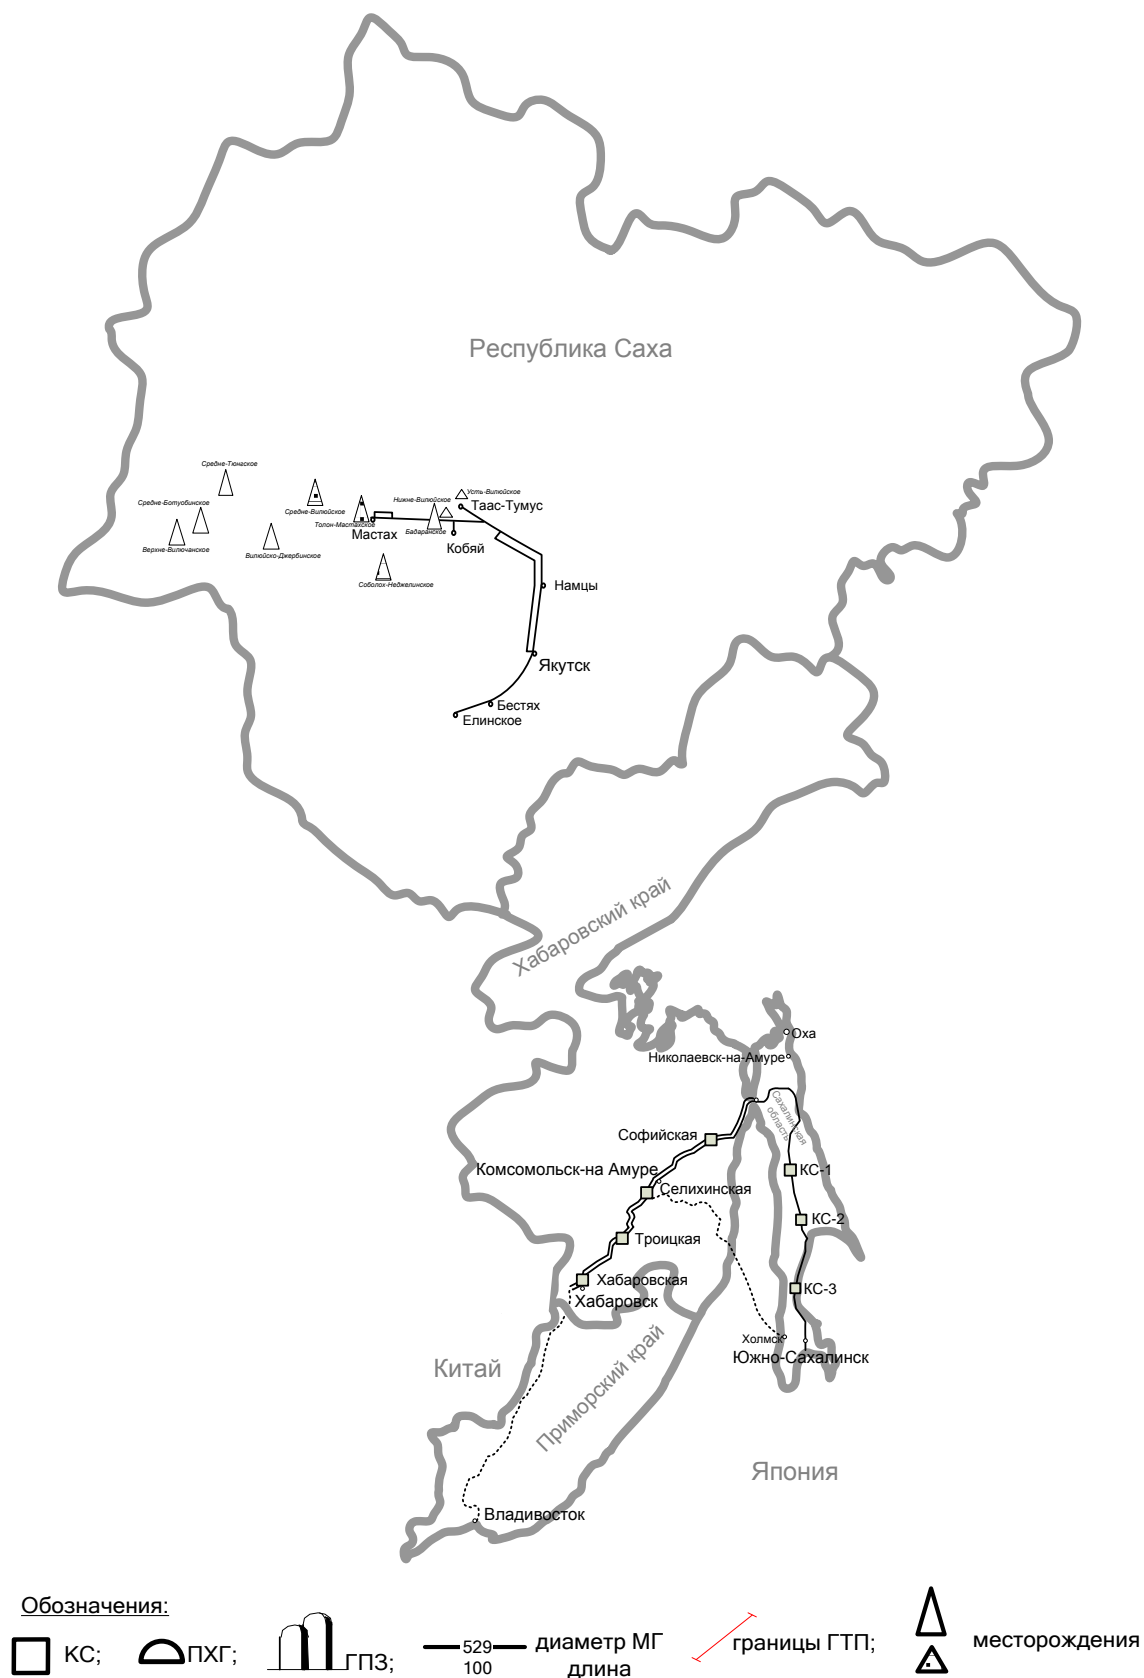 Республика Саха
Средне-Тюнгское
Средне-Вилюйское
Нижне-Вилюйское
Усть-Вилюйское
Таас-Тумус
Средне-Ботуобинское
Толон-Мастахское
Мастах
Бадаранское
Кобяй
Верхне-Вилючанское
Вилюйско-Джербинское
Соболох-Неджелинское
Намцы
Якутск
Бестях
Елинское
Хабаровский край
Оха
Николаевск-на-Амуре
Сахалинская
область
Софийская
Комсомольск-на Амуре
КС-1
Селихинская
КС-2
Троицкая
Хабаровская
КС-3
Хабаровск
Холмск
Южно-Сахалинск
Китай
Приморский край
Япония
Владивосток
Обозначения:
КС;
ПХГ;
ГПЗ;
529
100
диаметр МГ
длина
границы ГТП;
месторождения